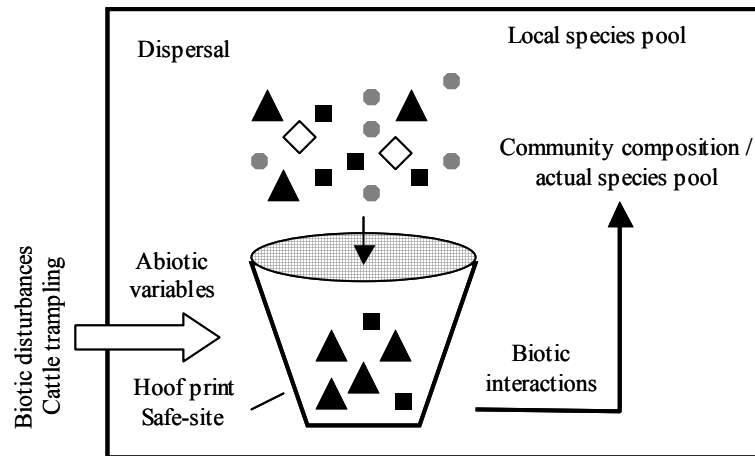 Dispersal
Local species pool
Community composition /
actual species pool
Biotic disturbances
Cattle trampling
Abiotic
variables
Hoof print
Safe-site
Biotic
interactions